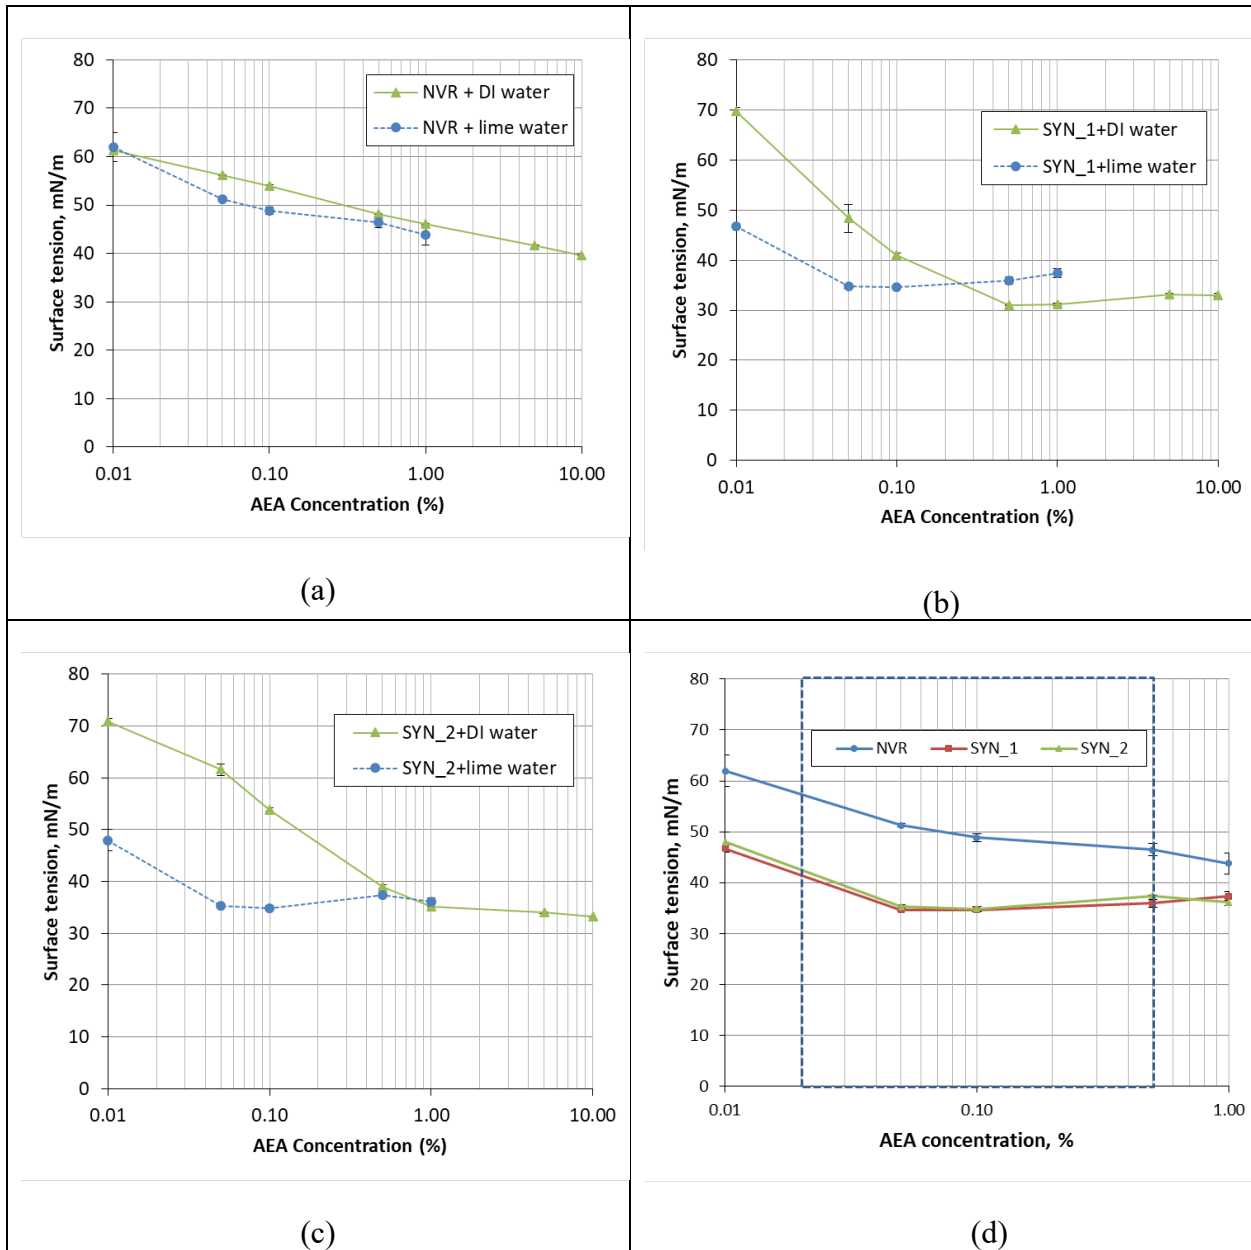 80
70
60
50
40
30
20
10
0
Surface tension, mN/m
NVR + DI water
NVR + lime water
0.01 0.10 1.00 10.00
AEA Concentration (%)
(a)
80
70
60
50
40
30
20
10
0
Surface tension, mN/m
SYN_1+DI water
SYN_1+lime water
0.01 0.10 1.00 10.00
AEA Concentration (%)
(b)
80
70
60
50
40
30
20
10
0
Surface tension, mN/m
SYN_2+DI water
SYN_2+lime water
0.01 0.10 1.00 10.00
AEA Concentration (%)
(c)
80
70
60
50
40
30
20
10
0
Surface tension, mN/m
NVR SYN_1 SYN_2
0.01 0.10 1.00
AEA concentration, %
(d)